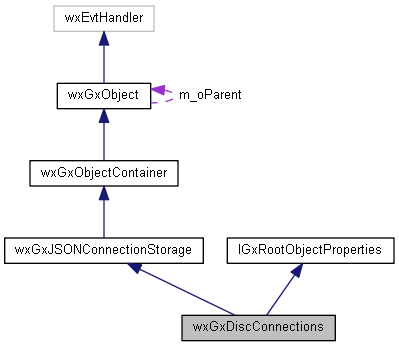 wxEvtHandler
wxGxObject
m_oParent
wxGxObjectContainer
wxGxJSONConnectionStorage
IGxRootObjectProperties
wxGxDiscConnections